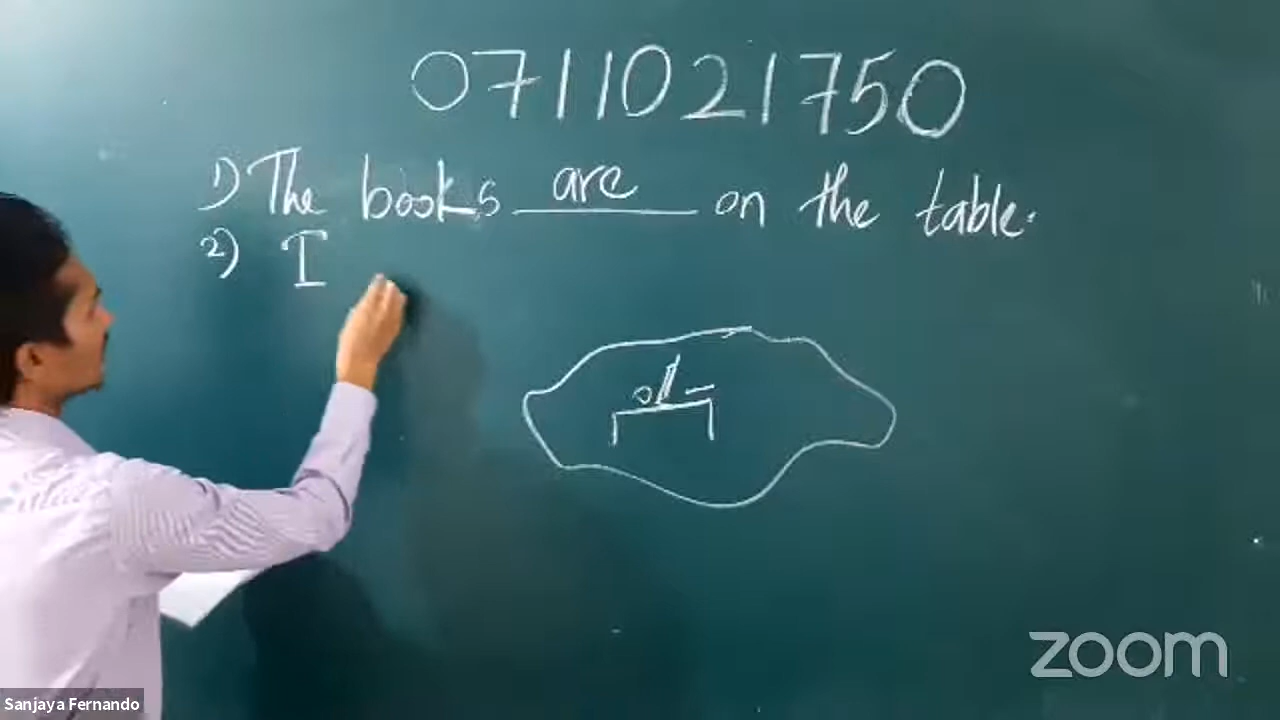 0711021750
1) The books are on the table.
2) I
zoom
Sanjaya Fernando